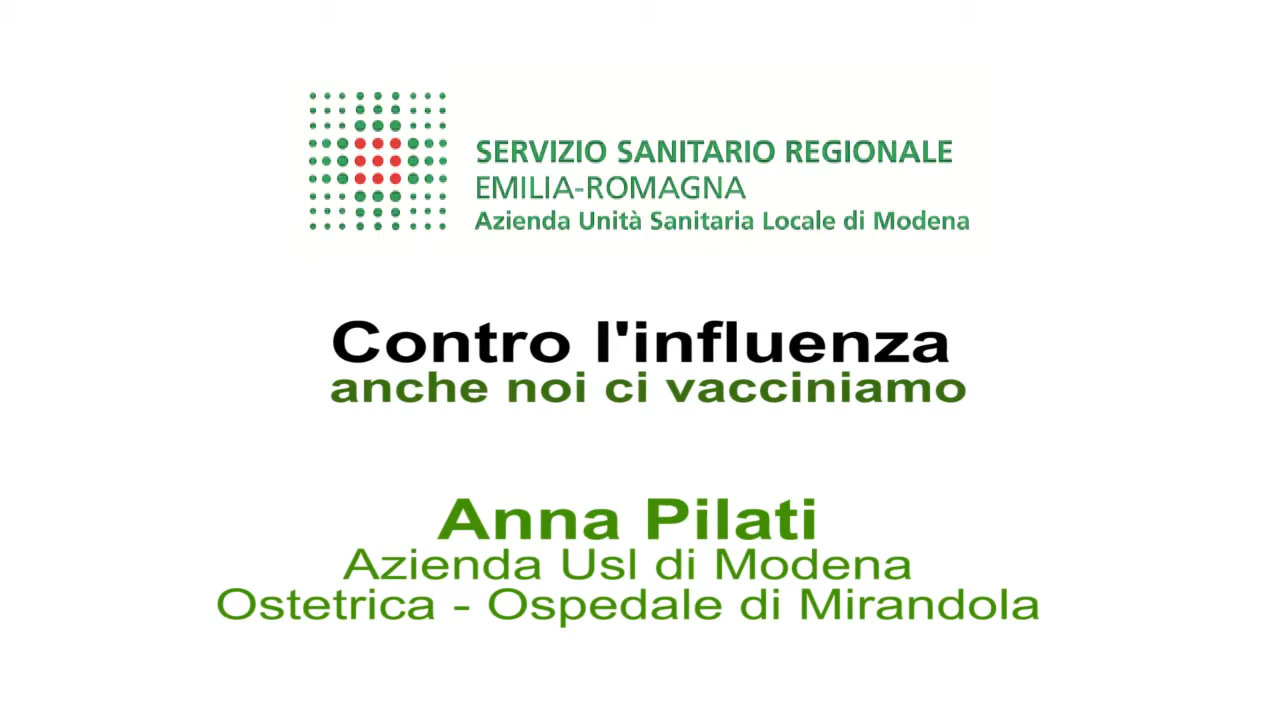 SERVIZIO SANITARIO REGIONALE
EMILIA-ROMAGNA
Azienda Unità Sanitaria Locale di Modena
Contro l'influenza
anche noi ci vacciniamo
Anna Pilati
Azienda Usl di Modena
Ostetrica - Ospedale di Mirandola